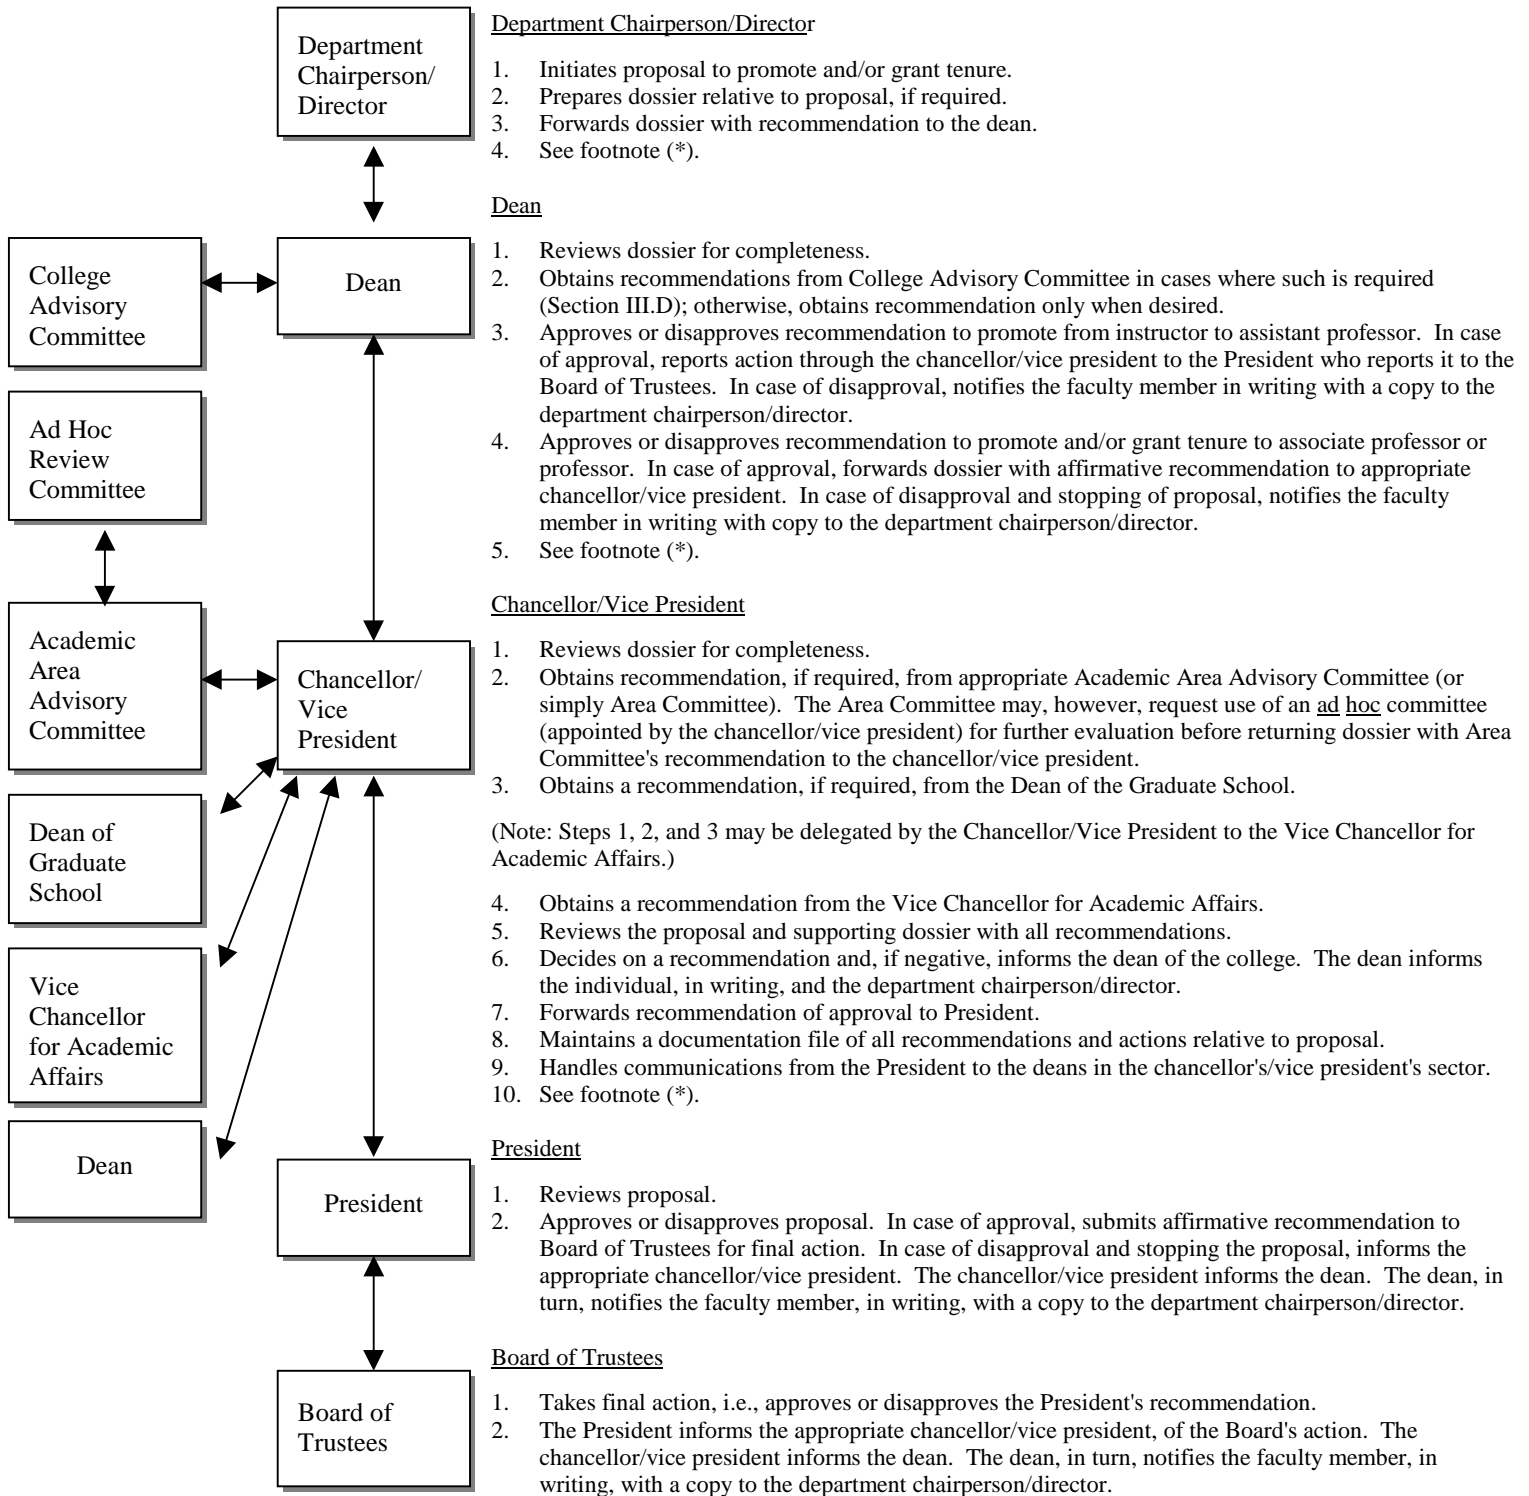 Department
Chairperson/
Director
College
Advisory
Committee
Dean
Ad Hoc
Review
Committee
Academic
Area
Advisory
Committee
Chancellor/
Vice
President
Dean of
Graduate
School
Vice
Chancellor
for Academic
Affairs
Dean
President
Board of
Trustees
Department Chairperson/Director
1. Initiates proposal to promote and/or grant tenure.
2. Prepares dossier relative to proposal, if required.
3. Forwards dossier with recommendation to the dean.
4. See footnote (*).
Dean
1. Reviews dossier for completeness.
2. Obtains recommendations from College Advisory Committee in cases where such is required
(Section III.D); otherwise, obtains recommendation only when desired.
3. Approves or disapproves recommendation to promote from instructor to assistant professor. In case
of approval, reports action through the chancellor/vice president to the President who reports it to the
Board of Trustees. In case of disapproval, notifies the faculty member in writing with a copy to the
department chairperson/director.
4. Approves or disapproves recommendation to promote and/or grant tenure to associate professor or
professor. In case of approval, forwards dossier with affirmative recommendation to appropriate
chancellor/vice president. In case of disapproval and stopping of proposal, notifies the faculty
member in writing with copy to the department chairperson/director.
5. See footnote (*).
Chancellor/Vice President
1. Reviews dossier for completeness.
2. Obtains recommendation, if required, from appropriate Academic Area Advisory Committee (or
simply Area Committee). The Area Committee may, however, request use of an ad hoc committee
(appointed by the chancellor/vice president) for further evaluation before returning dossier with Area
Committee's recommendation to the chancellor/vice president.
3. Obtains a recommendation, if required, from the Dean of the Graduate School.
(Note: Steps 1, 2, and 3 may be delegated by the Chancellor/Vice President to the Vice Chancellor for
Academic Affairs.)
4. Obtains a recommendation from the Vice Chancellor for Academic Affairs.
5. Reviews the proposal and supporting dossier with all recommendations.
6. Decides on a recommendation and, if negative, informs the dean of the college. The dean informs
the individual, in writing, and the department chairperson/director.
7. Forwards recommendation of approval to President.
8. Maintains a documentation file of all recommendations and actions relative to proposal.
9. Handles communications from the President to the deans in the chancellor's/vice president's sector.
10. See footnote (*).
President
1. Reviews proposal.
2. Approves or disapproves proposal. In case of approval, submits affirmative recommendation to
Board of Trustees for final action. In case of disapproval and stopping the proposal, informs the
appropriate chancellor/vice president. The chancellor/vice president informs the dean. The dean, in
turn, notifies the faculty member, in writing, with a copy to the department chairperson/director.
Board of Trustees
1. Takes final action, i.e., approves or disapproves the President's recommendation.
2. The President informs the appropriate chancellor/vice president, of the Board's action. The
chancellor/vice president informs the dean. The dean, in turn, notifies the faculty member, in
writing, with a copy to the department chairperson/director.